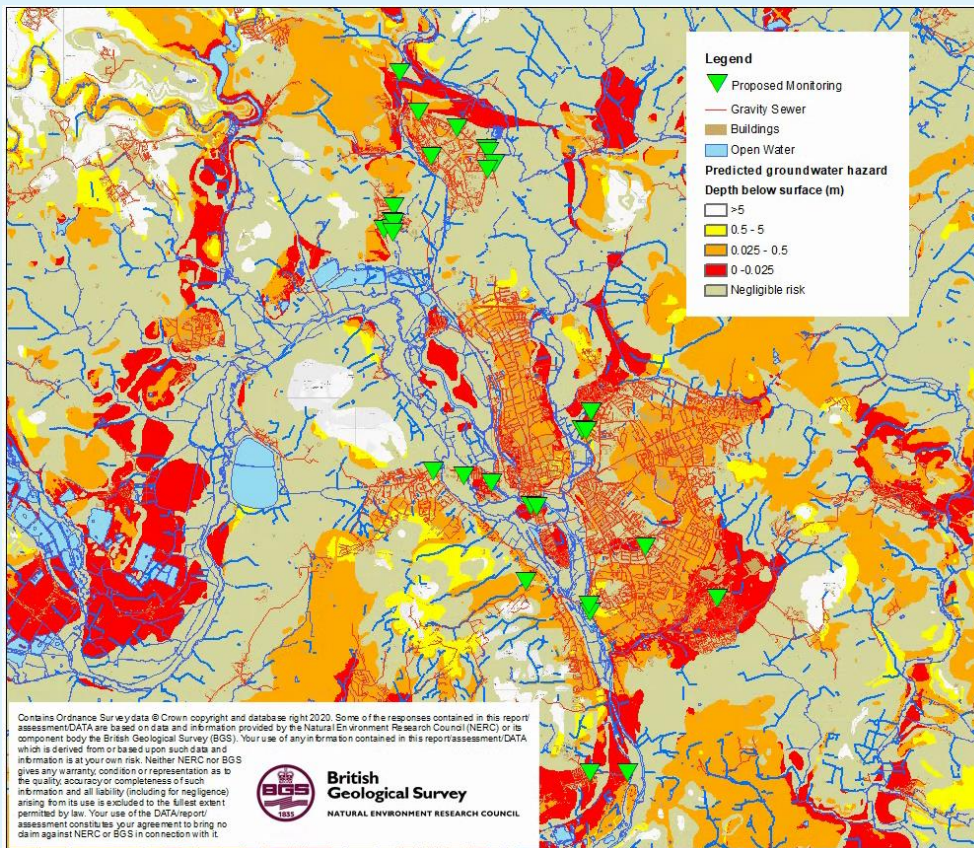 Legend
Proposed Monitoring
Gravity Sewer
Buildings
Open Water
Predicted groundwater hazard
Depth below surface (m)
>5
0.5 - 5
0.025 - 0.5
0 -0.025
Negligible risk
Contains Ordnance Survey data © Crown copyright and database right 2020. Some of the responses contained in this report/
assessment/DATA are based on data and information provided by the Natural Environment Research Council (NERC) or its
component body the British Geological Survey (BGS). Your use of any information contained in this report/assessment/DATA
which is derived from or based upon such data and
information is at your own risk. Neither NERC nor BGS
gives any warranty, condition or representation as to
the quality, accuracy or completeness of such
information and all liability (including for negligence)
arising from its use is excluded to the fullest extent
permitted by law. Your use of the DATA/report/
assessment constitutes your agreement to bring no
claim against NERC or BGS in connection with it.
BGS
1835
British
Geological Survey
NATURAL ENVIRONMENT RESEARCH COUNCIL